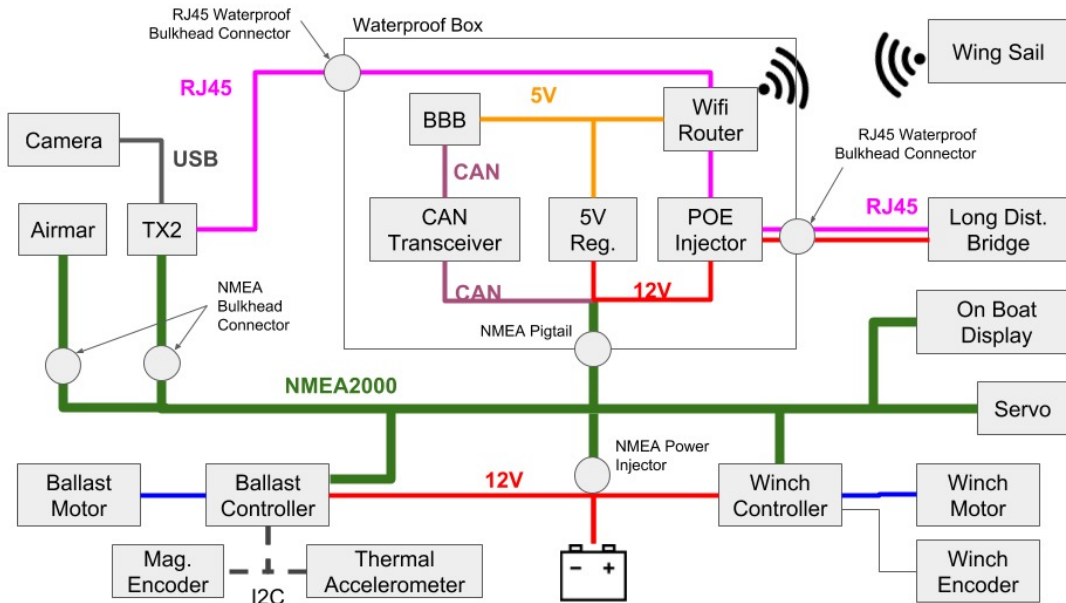 RJ45 Waterproof
Bulkhead Connector
Waterproof Box
Wing Sail
RJ45
5V
BBB
Wifi
Router
RJ45 Waterproof
Bulkhead Connector
Camera
USB
CAN
Airmar
TX2
CAN
Transceiver
5V
Reg.
POE
Injector
RJ45
Long Dist.
Bridge
NMEA
Bulkhead
Connector
CAN
12V
NMEA Pigtail
On Boat
Display
NMEA2000
Servo
NMEA Power
Injector
Ballast
Motor
Ballast
Controller
12V
Winch
Controller
Winch
Motor
Mag.
Encoder
Thermal
Accelerometer
I2C
- +
Winch
Encoder